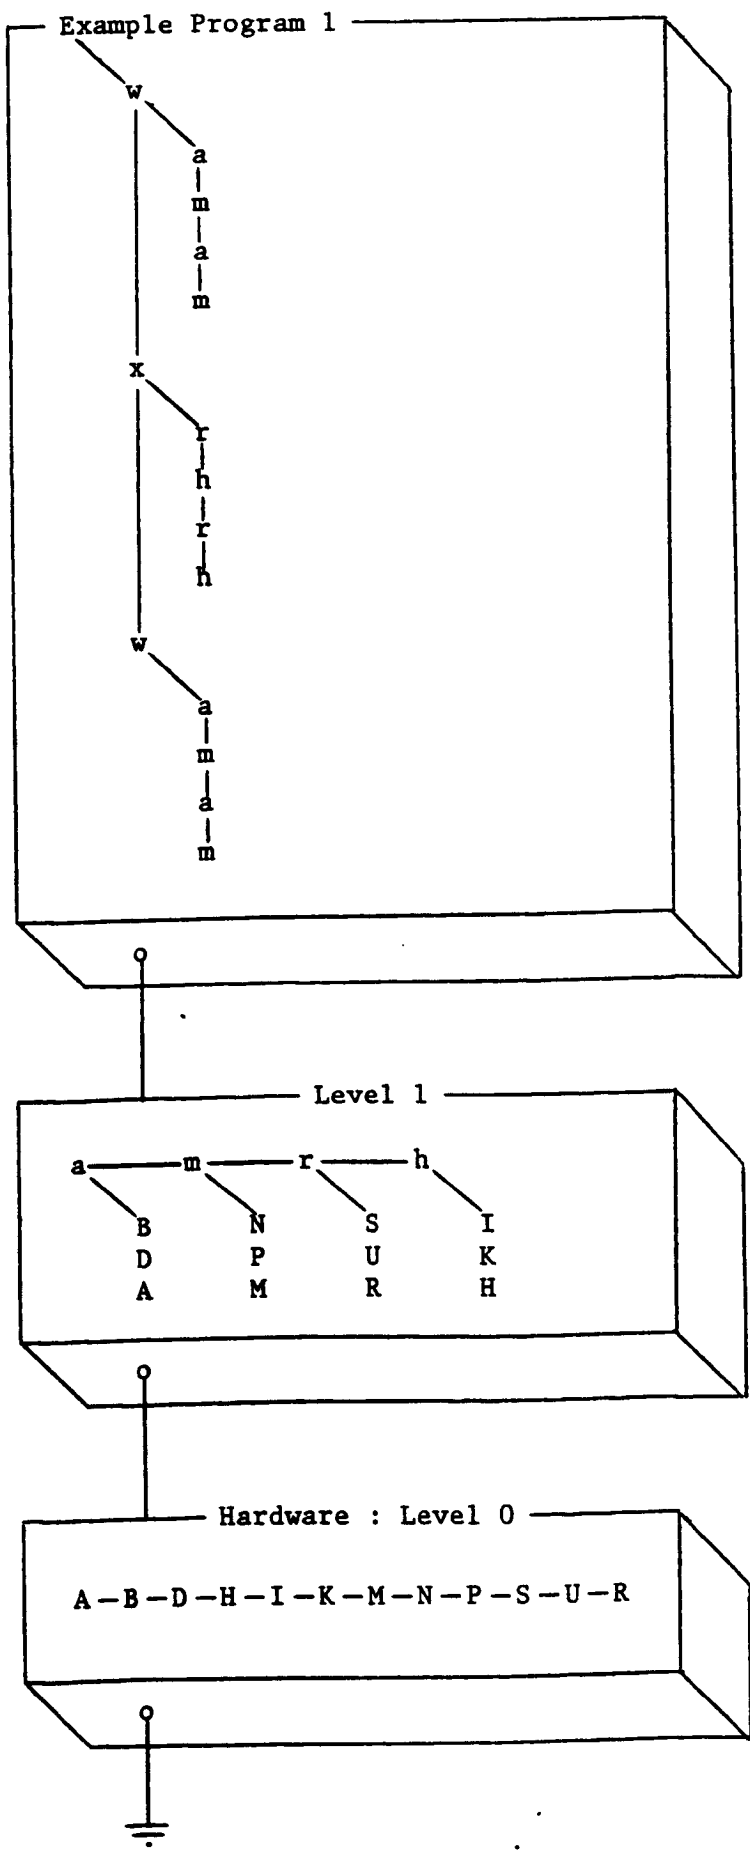 Example Program 1
w
a
m
a
m
x
r
h
r
h
w
a
m
a
m
Level 1
a m r h
B N S I
D P U K
A M R H
Hardware : Level 0
A — B — D — H — I — K — M — N — P — S — U — R